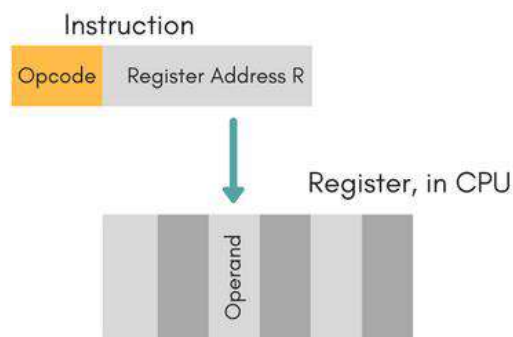 Instruction
Opcode Register Address R
Register, in CPU
Operand